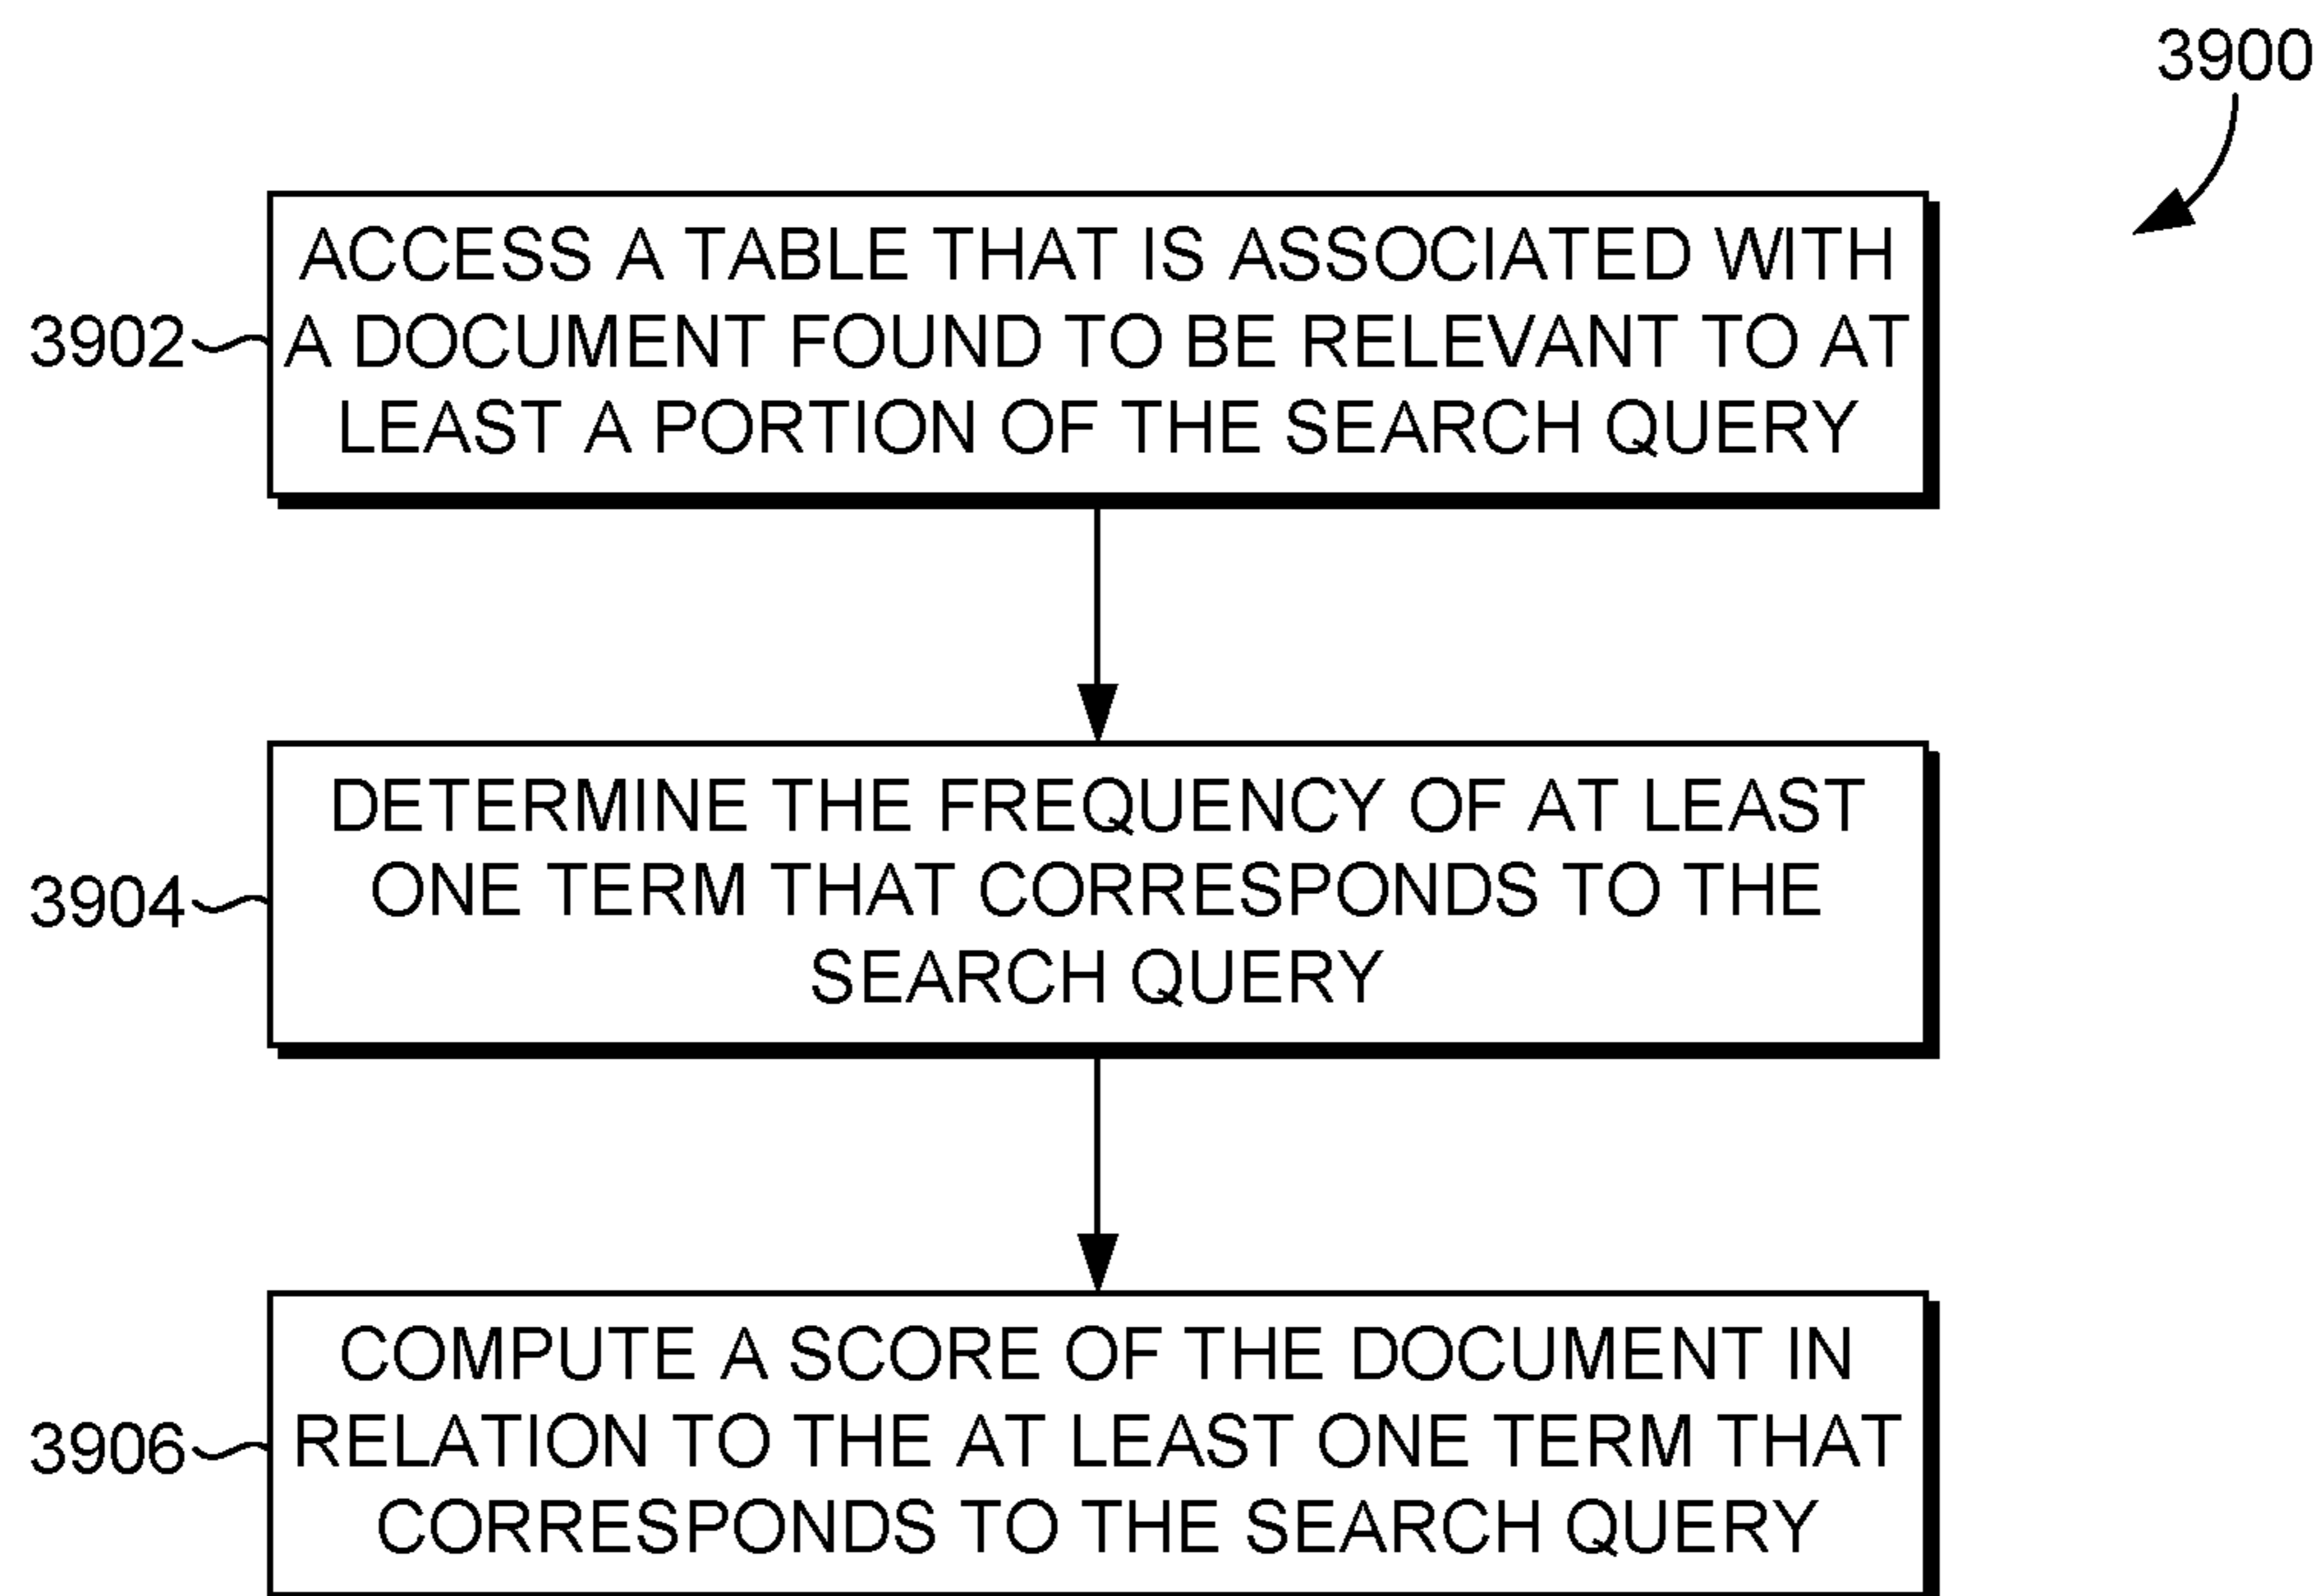 3900
ACCESS A TABLE THAT IS ASSOCIATED WITH
A DOCUMENT FOUND TO BE RELEVANT TO AT
LEAST A PORTION OF THE SEARCH QUERY
3902
DETERMINE THE FREQUENCY OF AT LEAST
ONE TERM THAT CORRESPONDS TO THE
SEARCH QUERY
3904
COMPUTE A SCORE OF THE DOCUMENT IN
RELATION TO THE AT LEAST ONE TERM THAT
CORRESPONDS TO THE SEARCH QUERY
3906